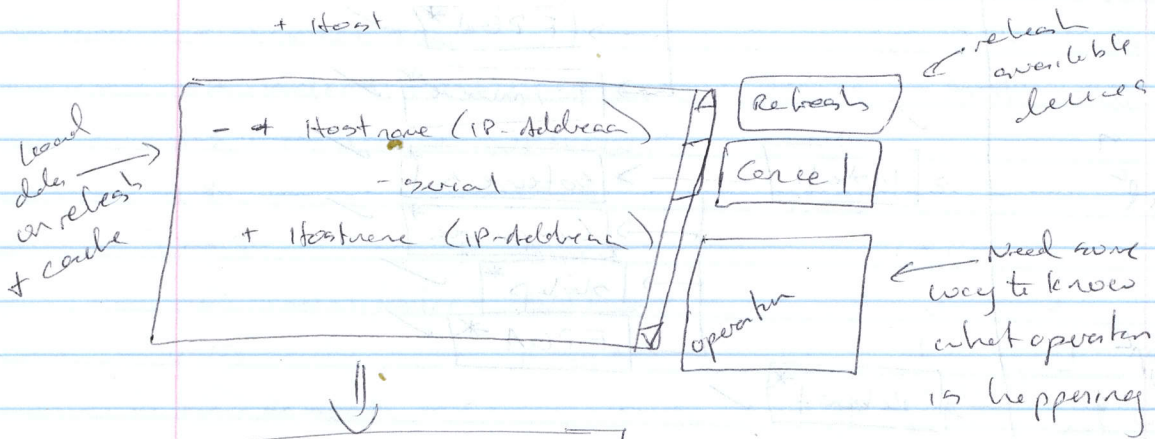 + Host
refresh
available
devices
Refresh
- + Hostname (IP-Address)
Load
data
on refresh
+ cache
- serial
Cancel
+ Hostname (IP-Address)
operation
Need some
way to know
what operation
is happening